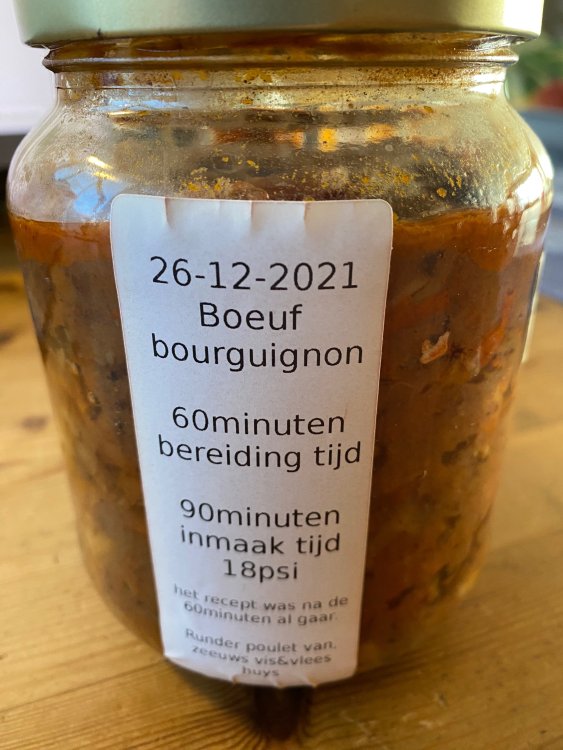 26-12-2021
Boeuf
bourguignon
60minuten
bereiding tijd
90minuten
inmaak tijd
18psi
het recept was na de
60minuten al gaar.
Runder poulet van.
zeeuws vis&vlees
huys